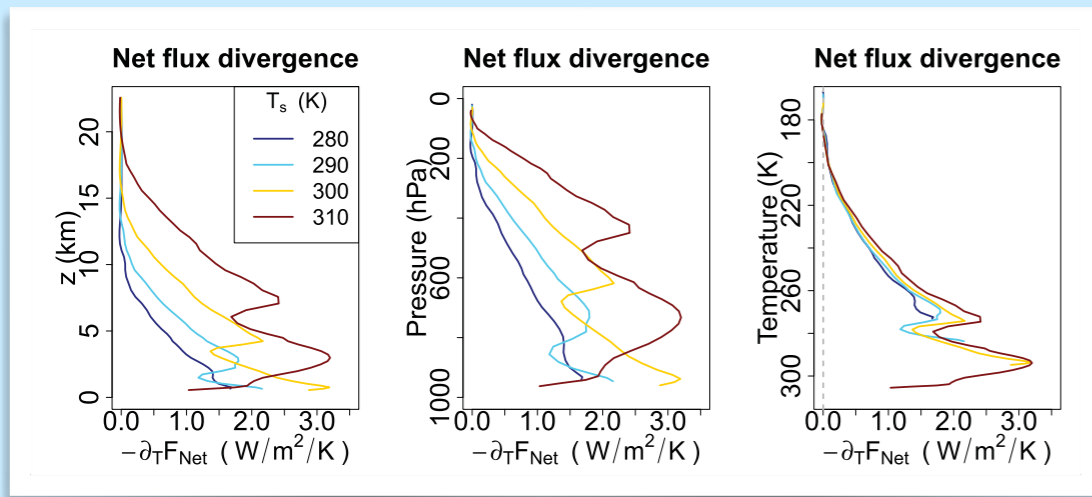 Net flux divergence
z (km)
0
5
10
15
20
T_s (K)
280
290
300
310
0.0 1.0 2.0 3.0
−∂_T F_Net ( W/m²/K )
Net flux divergence
Pressure (hPa)
0
200
600
1000
0.0 1.0 2.0 3.0
−∂_T F_Net ( W/m²/K )
Net flux divergence
Temperature (K)
180
220
260
300
0.0 1.0 2.0 3.0
−∂_T F_Net ( W/m²/K )